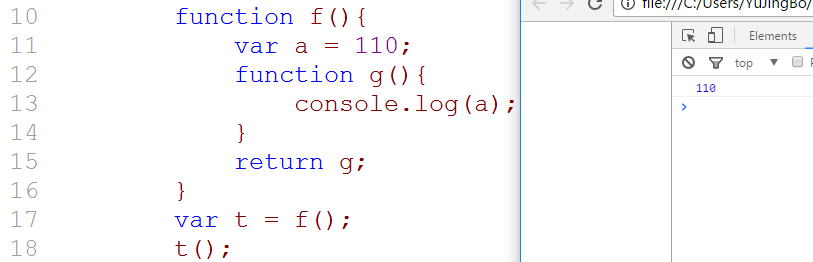 10 function f(){
11 var a = 110;
12 function g(){
13 console.log(a);
14 }
15 return g;
16 }
17 var t = f();
18 t();
file:///C:/Users/YuJingBo/
Elements
top
110